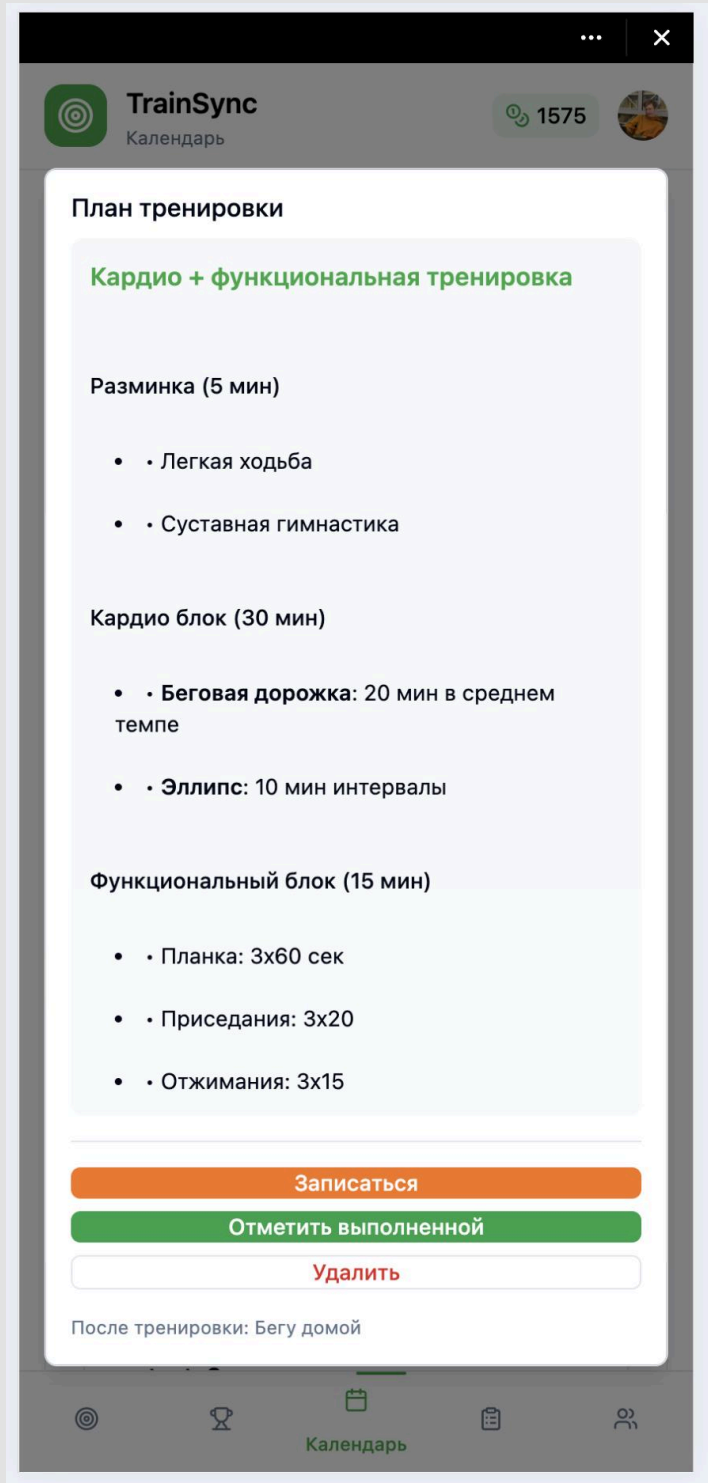 TrainSync
Календарь
1575
План тренировки
Кардио + функциональная тренировка
Разминка (5 мин)
• • Легкая ходьба
• • Суставная гимнастика
Кардио блок (30 мин)
• • Беговая дорожка: 20 мин в среднем
темпе
• • Эллипс: 10 мин интервалы
Функциональный блок (15 мин)
• • Планка: 3x60 сек
• • Приседания: 3x20
• • Отжимания: 3x15
Записаться
Отметить выполненной
Удалить
После тренировки: Бегу домой
Календарь